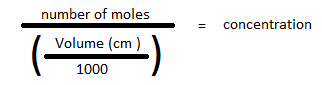 number of moles
= concentration
( Volume (cm )
1000 )